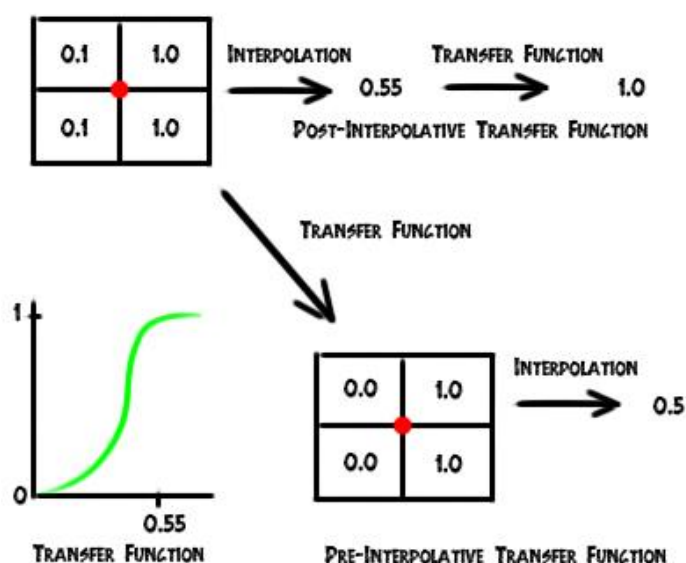 0.1 1.0 INTERPOLATION TRANSFER FUNCTION
0.55 1.0
0.1 1.0 POST-INTERPOLATIVE TRANSFER FUNCTION
TRANSFER FUNCTION
1
0.0 1.0 INTERPOLATION
0.5
0.0 1.0
0
0.55
TRANSFER FUNCTION PRE-INTERPOLATIVE TRANSFER FUNCTION